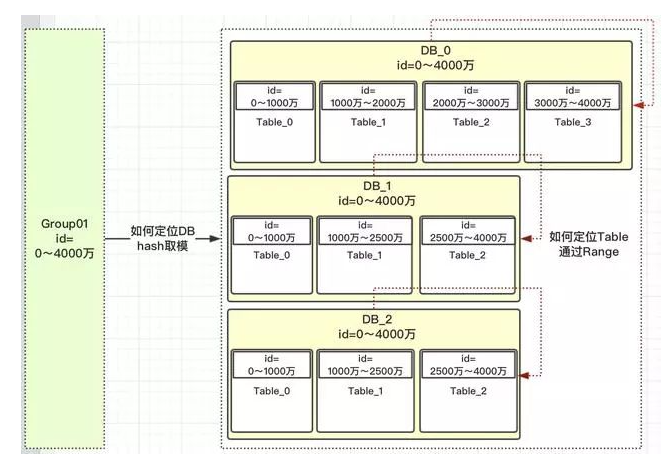 Group01
id=
0～4000万
如何定位DB
hash取模
DB_0
id=0～4000万
id=
0～1000万
Table_0
id=
1000万～2000万
Table_1
id=
2000万～3000万
Table_2
id=
3000万～4000万
Table_3
DB_1
id=0～4000万
id=
0～1000万
Table_0
id=
1000万～2500万
Table_1
id=
2500万～4000万
Table_2
如何定位Table
通过Range
DB_2
id=0～4000万
id=
0～1000万
Table_0
id=
1000万～2500万
Table_1
id=
2500万～4000万
Table_2